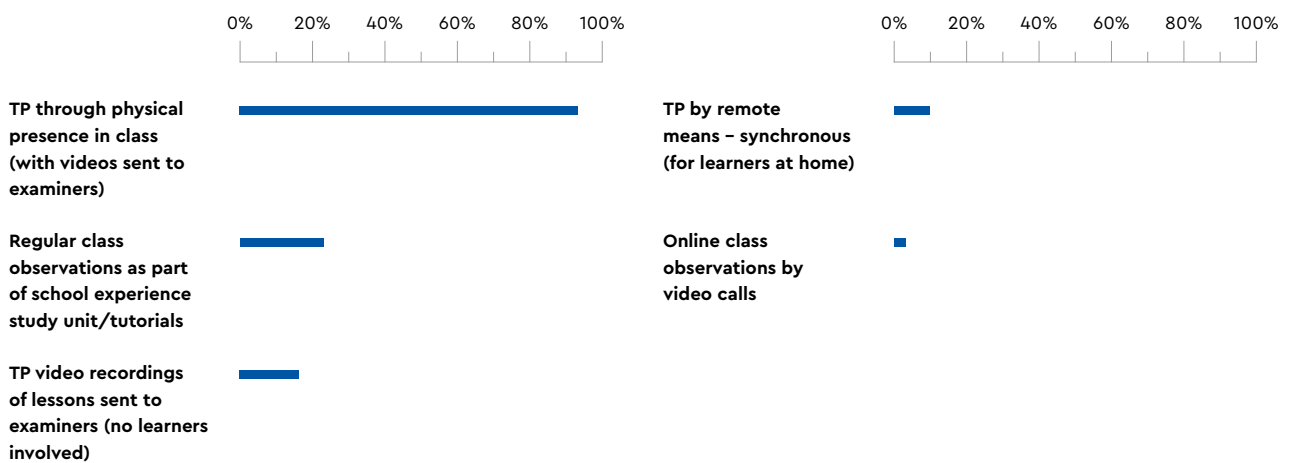 0% 20% 40% 60% 80% 100%
TP through physical
presence in class
(with videos sent to
examiners)
Regular class
observations as part
of school experience
study unit/tutorials
TP video recordings
of lessons sent to
examiners (no learners
involved)
0% 20% 40% 60% 80% 100%
TP by remote
means – synchronous
(for learners at home)
Online class
observations by
video calls